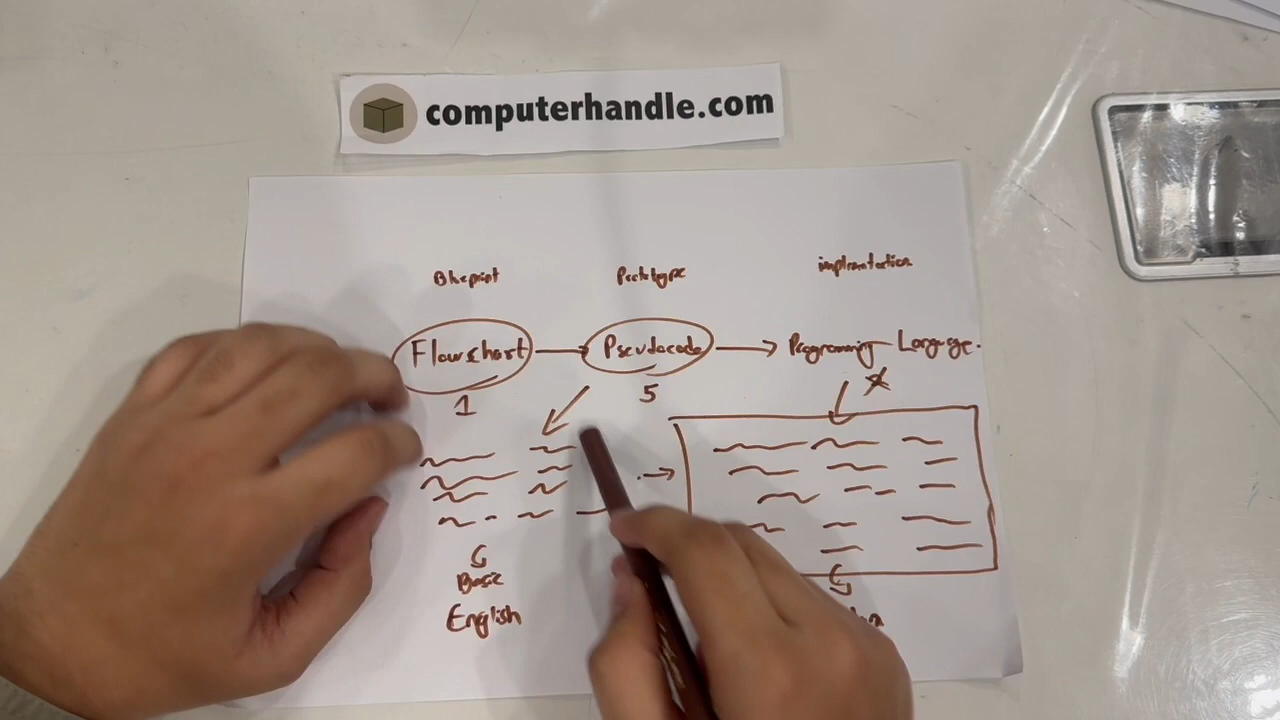 computerhandle.com
Blueprint Prototype implementation
Flowchart → Pseudocode → Programming Language.
1 5 X
Basic
English